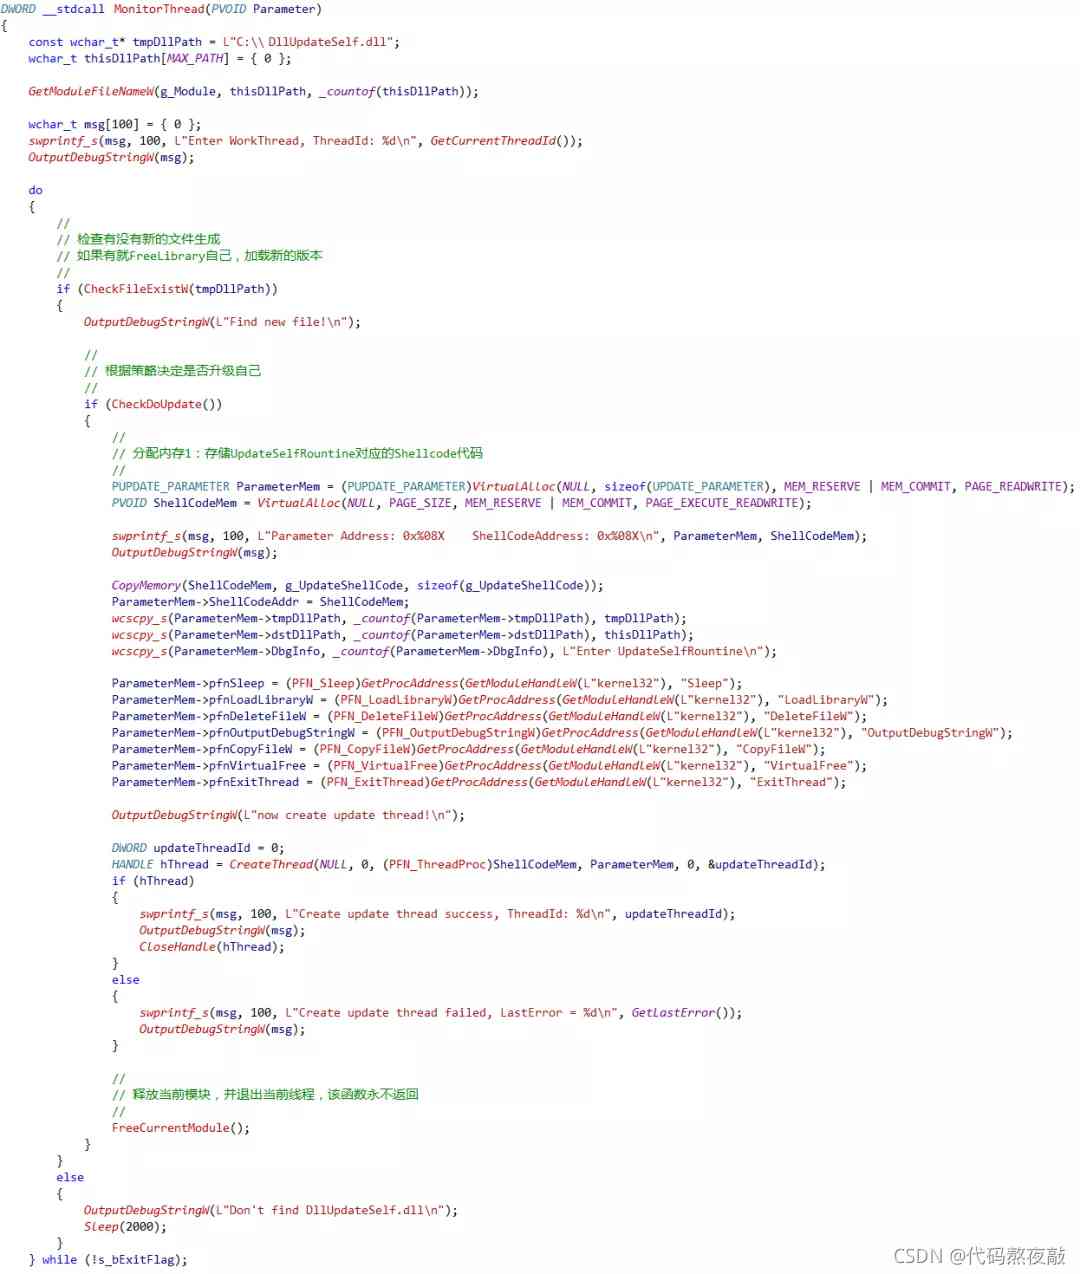 DWORD __stdcall MonitorThread(PVOID Parameter)
{
    const wchar_t* tmpDllPath = L"C:\\DllUpdateSelf.dll";
    wchar_t thisDllPath[MAX_PATH] = { 0 };

    GetModuleFileNameW(g_Module, thisDllPath, _countof(thisDllPath));

    wchar_t msg[100] = { 0 };
    swprintf_s(msg, 100, L"Enter WorkThread, ThreadId: %d\n", GetCurrentThreadId());
    OutputDebugStringW(msg);

    do
    {
        //
        // 检查有没有新的文件生成
        // 如果有就FreeLibrary自己，加载新的版本
        //
        if (CheckFileExistW(tmpDllPath))
        {
            OutputDebugStringW(L"Find new file!\n");

            //
            // 根据策略决定是否升级自己
            //
            if (CheckDoUpdate())
            {
                //
                // 分配内存1：存储UpdateSelfRountine对应的Shellcode代码
                //
                PUPDATE_PARAMETER ParameterMem = (PUPDATE_PARAMETER)VirtualAlloc(NULL, sizeof(UPDATE_PARAMETER), MEM_RESERVE | MEM_COMMIT, PAGE_READWRITE);
                PVOID ShellCodeMem = VirtualAlloc(NULL, PAGE_SIZE, MEM_RESERVE | MEM_COMMIT, PAGE_EXECUTE_READWRITE);

                swprintf_s(msg, 100, L"Parameter Address: 0x%08X    ShellCodeAddress: 0x%08X\n", ParameterMem, ShellCodeMem);
                OutputDebugStringW(msg);

                CopyMemory(ShellCodeMem, g_UpdateShellCode, sizeof(g_UpdateShellCode));
                ParameterMem->ShellCodeAddr = ShellCodeMem;
                wcscpy_s(ParameterMem->tmpDllPath, _countof(ParameterMem->tmpDllPath), tmpDllPath);
                wcscpy_s(ParameterMem->dstDllPath, _countof(ParameterMem->dstDllPath), thisDllPath);
                wcscpy_s(ParameterMem->DbgInfo, _countof(ParameterMem->DbgInfo), L"Enter UpdateSelfRountine\n");

                ParameterMem->pfnSleep = (PFN_Sleep)GetProcAddress(GetModuleHandleW(L"kernel32"), "Sleep");
                ParameterMem->pfnLoadLibraryW = (PFN_LoadLibraryW)GetProcAddress(GetModuleHandleW(L"kernel32"), "LoadLibraryW");
                ParameterMem->pfnDeleteFileW = (PFN_DeleteFileW)GetProcAddress(GetModuleHandleW(L"kernel32"), "DeleteFileW");
                ParameterMem->pfnOutputDebugStringW = (PFN_OutputDebugStringW)GetProcAddress(GetModuleHandleW(L"kernel32"), "OutputDebugStringW");
                ParameterMem->pfnCopyFileW = (PFN_CopyFileW)GetProcAddress(GetModuleHandleW(L"kernel32"), "CopyFileW");
                ParameterMem->pfnVirtualFree = (PFN_VirtualFree)GetProcAddress(GetModuleHandleW(L"kernel32"), "VirtualFree");
                ParameterMem->pfnExitThread = (PFN_ExitThread)GetProcAddress(GetModuleHandleW(L"kernel32"), "ExitThread");

                OutputDebugStringW(L"now create update thread!\n");

                DWORD updateThreadId = 0;
                HANDLE hThread = CreateThread(NULL, 0, (PFN_ThreadProc)ShellCodeMem, ParameterMem, 0, &updateThreadId);
                if (hThread)
                {
                    swprintf_s(msg, 100, L"Create update thread success, ThreadId: %d\n", updateThreadId);
                    OutputDebugStringW(msg);
                    CloseHandle(hThread);
                }
                else
                {
                    swprintf_s(msg, 100, L"Create update thread failed, LastError = %d\n", GetLastError());
                    OutputDebugStringW(msg);
                }

                //
                // 释放当前模块，并退出当前线程，该函数永不返回
                //
                FreeCurrentModule();
            }
        }
        else
        {
            OutputDebugStringW(L"Don't find DllUpdateSelf.dll\n");
            Sleep(2000);
        }
    } while (!s_bExitFlag);
CSDN @代码熬夜敲